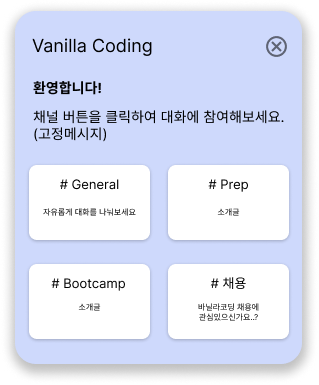 Vanilla Coding
환영합니다!
채널 버튼을 클릭하여 대화에 참여해보세요.
(고정메시지)
# General
# Prep
자유롭게 대화를 나눠보세요
소개글
# Bootcamp
# 채용
소개글
바닐라코딩 채용에
관심있으신가요..?